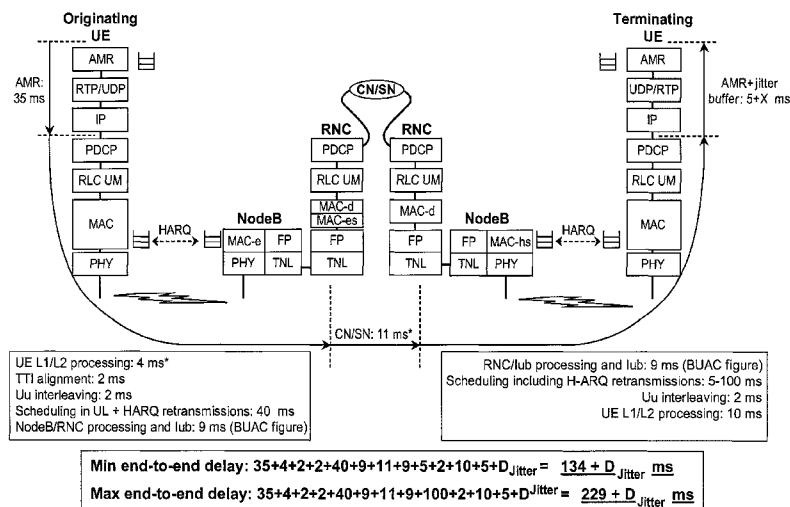 Originating
UE
AMR:
35 ms
AMR
RTP/UDP
IP
PDCP
RLC UM
MAC
PHY
HARQ
NodeB
MAC-e
FP
PHY
TNL
RNC
PDCP
RLC UM
MAC-d
MAC-es
FP
TNL
CN/SN
RNC
PDCP
RLC UM
MAC-d
FP
TNL
NodeB
FP
MAC-hs
TNL
PHY
HARQ
Terminating
UE
AMR
UDP/RTP
IP
PDCP
RLC UM
MAC
PHY
AMR+jitter
buffer: 5+X ms
CN/SN: 11 ms*
UE L1/L2 processing: 4 ms*
TTI alignment: 2 ms
Uu interleaving: 2 ms
Scheduling in UL + HARQ retransmissions: 40 ms
NodeB/RNC processing and Iub: 9 ms (BUAC figure)
RNC/Iub processing and Iub: 9 ms (BUAC figure)
Scheduling including H-ARQ retransmissions: 5-100 ms
Uu interleaving: 2 ms
UE L1/L2 processing: 10 ms
Min end-to-end delay: 35+4+2+2+40+9+11+9+5+2+10+5+DJitter = 134 + D Jitter ms
Max end-to-end delay: 35+4+2+2+40+9+11+9+100+2+10+5+DJitter = 229 + D Jitter ms